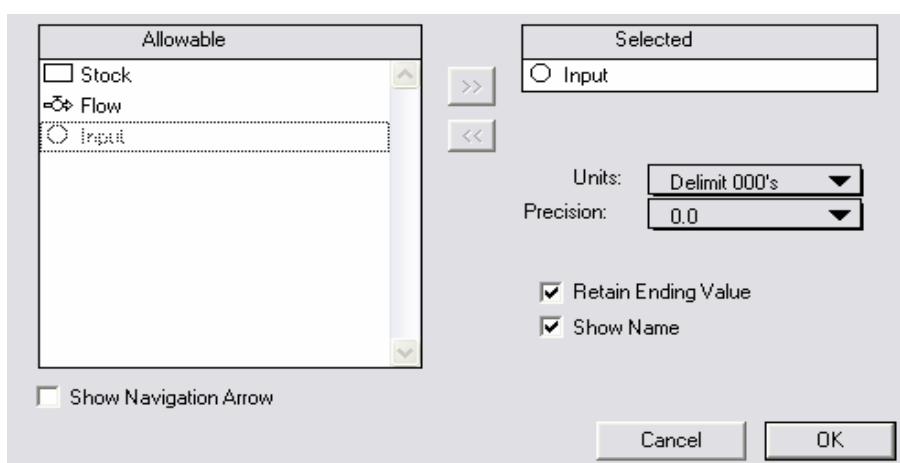 Allowable
Stock
Flow
Input
>>
<<
Selected
Input
Units: Delimit 000's
Precision: 0.0
Retain Ending Value
Show Name
Show Navigation Arrow
Cancel
OK